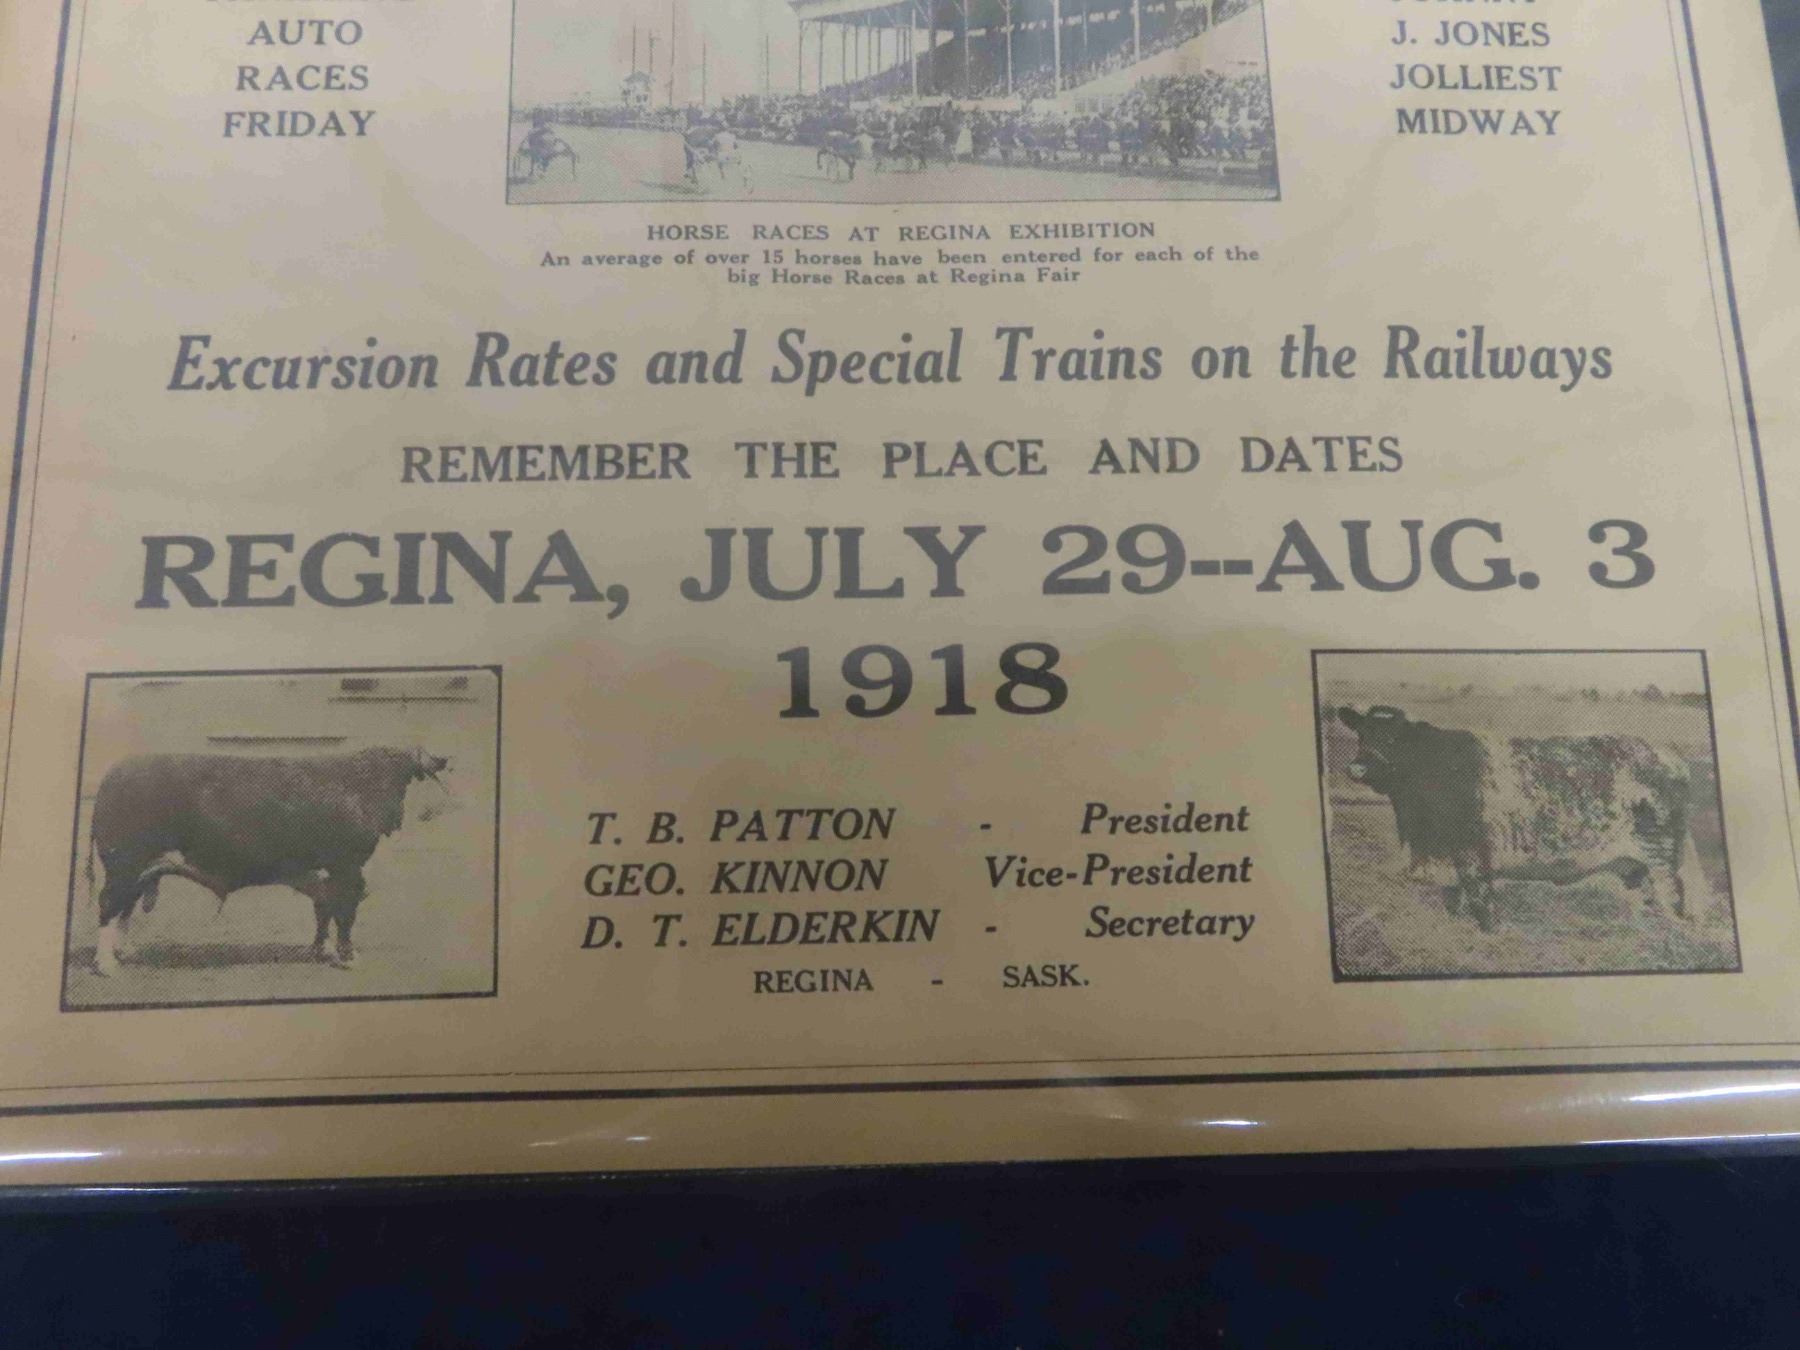 AUTO
RACES
FRIDAY
J. JONES
JOLLIEST
MIDWAY
HORSE RACES AT REGINA EXHIBITION
An average of over 15 horses have been entered for each of the
big Horse Races at Regina Fair
Excursion Rates and Special Trains on the Railways
REMEMBER THE PLACE AND DATES
REGINA, JULY 29--AUG. 3
1918
T. B. PATTON - President
GEO. KINNON Vice-President
D. T. ELDERKIN - Secretary
REGINA - SASK.